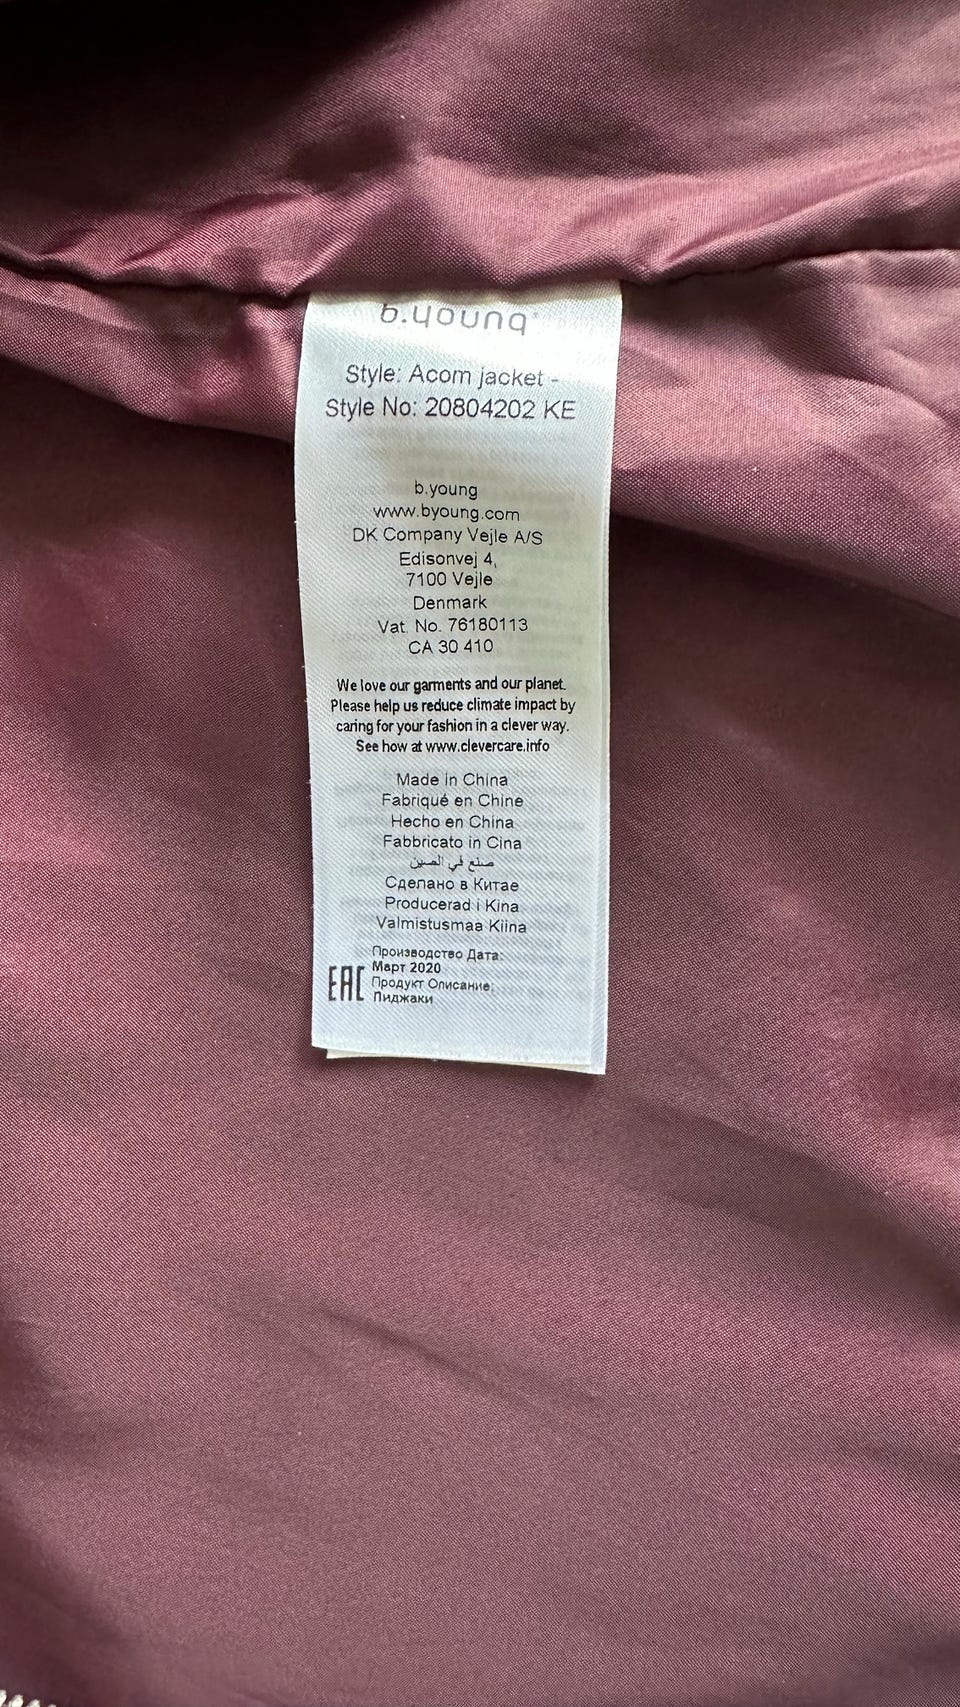 b.young
Style: Acom jacket -
Style No: 20804202 KE
b.young
www.byoung.com
DK Company Vejle A/S
Edisonvej 4,
7100 Vejle
Denmark
Vat. No. 76180113
CA 30 410
We love our garments and our planet.
Please help us reduce climate impact by
caring for your fashion in a clever way.
See how at www.clevercare.info
Made in China
Fabriqué en Chine
Hecho en China
Fabbricato in Cina
صنع في الصين
Сделано в Китае
Producerad i Kina
Valmistusmaa Kiina
Производство Дата:
Март 2020
EAC Продукт Описание:
Пиджаки